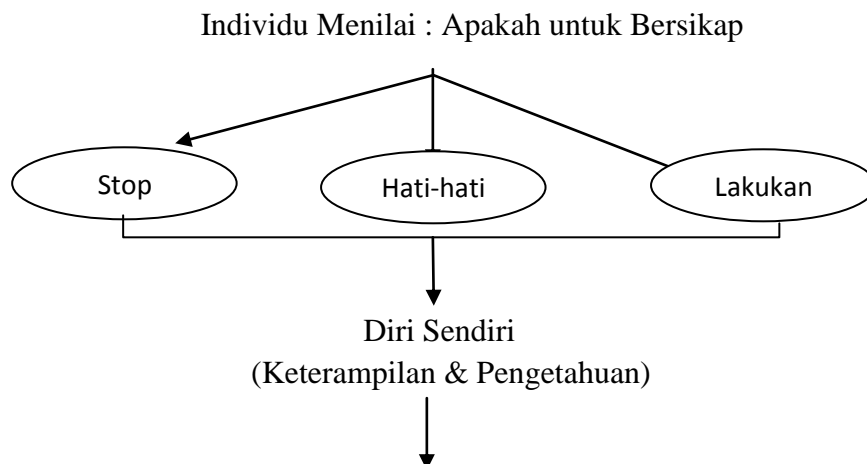 Individu Menilai : Apakah untuk Bersikap
Stop
Hati-hati
Lakukan
Diri Sendiri
(Keterampilan & Pengetahuan)